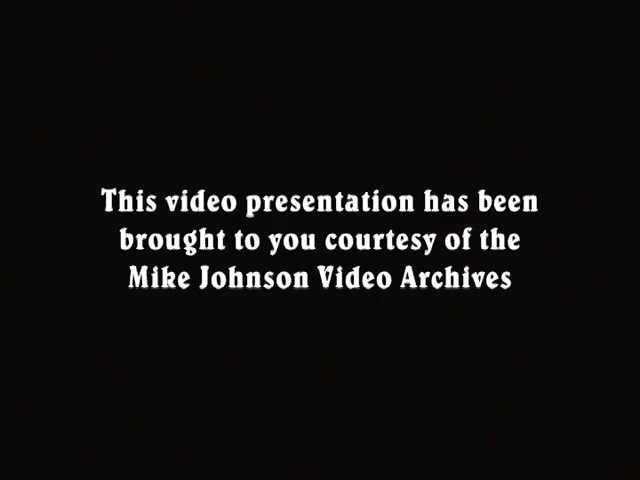 This video presentation has been
brought to you courtesy of the
Mike Johnson Video Archives